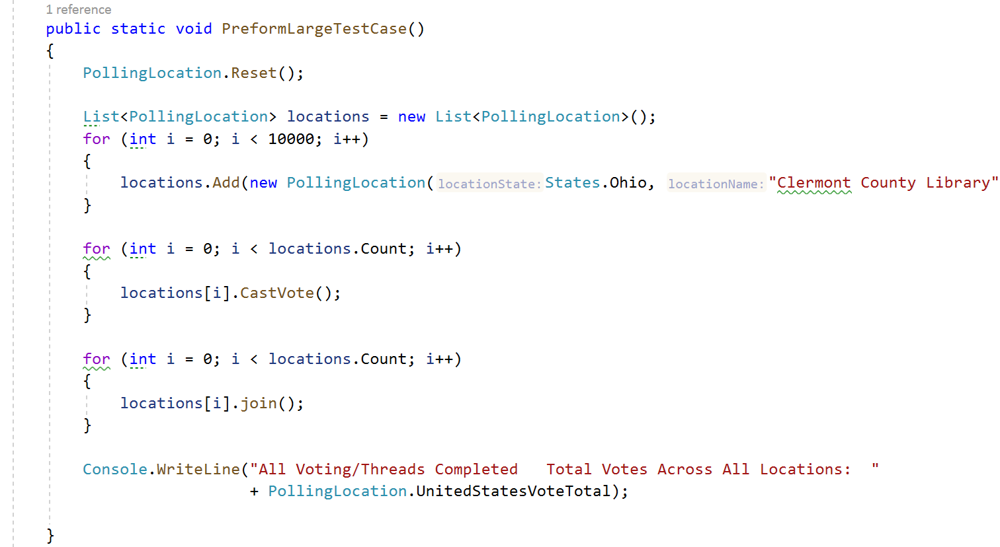 1 reference
public static void PreformLargeTestCase()
{
PollingLocation.Reset();
List<PollingLocation> locations = new List<PollingLocation>();
for (int i = 0; i < 10000; i++)
{
locations.Add(new PollingLocation(locationState: States.Ohio, locationName: "Clermont County Library"
}
for (int i = 0; i < locations.Count; i++)
{
locations[i].CastVote();
}
for (int i = 0; i < locations.Count; i++)
{
locations[i].join();
}
Console.WriteLine("All Voting/Threads Completed   Total Votes Across All Locations:  "
+ PollingLocation.UnitedStatesVoteTotal);
}